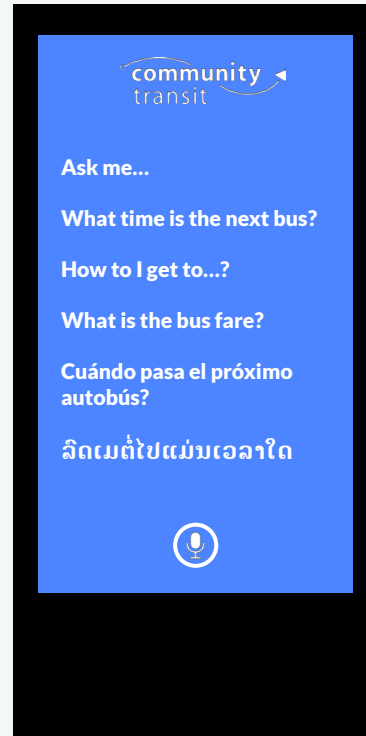 community
transit
Ask me...
What time is the next bus?
How to I get to...?
What is the bus fare?
Cuándo pasa el próximo
autobús?
ລົດເມຕໍ່ໄປແມ່ນເວລາໃດ